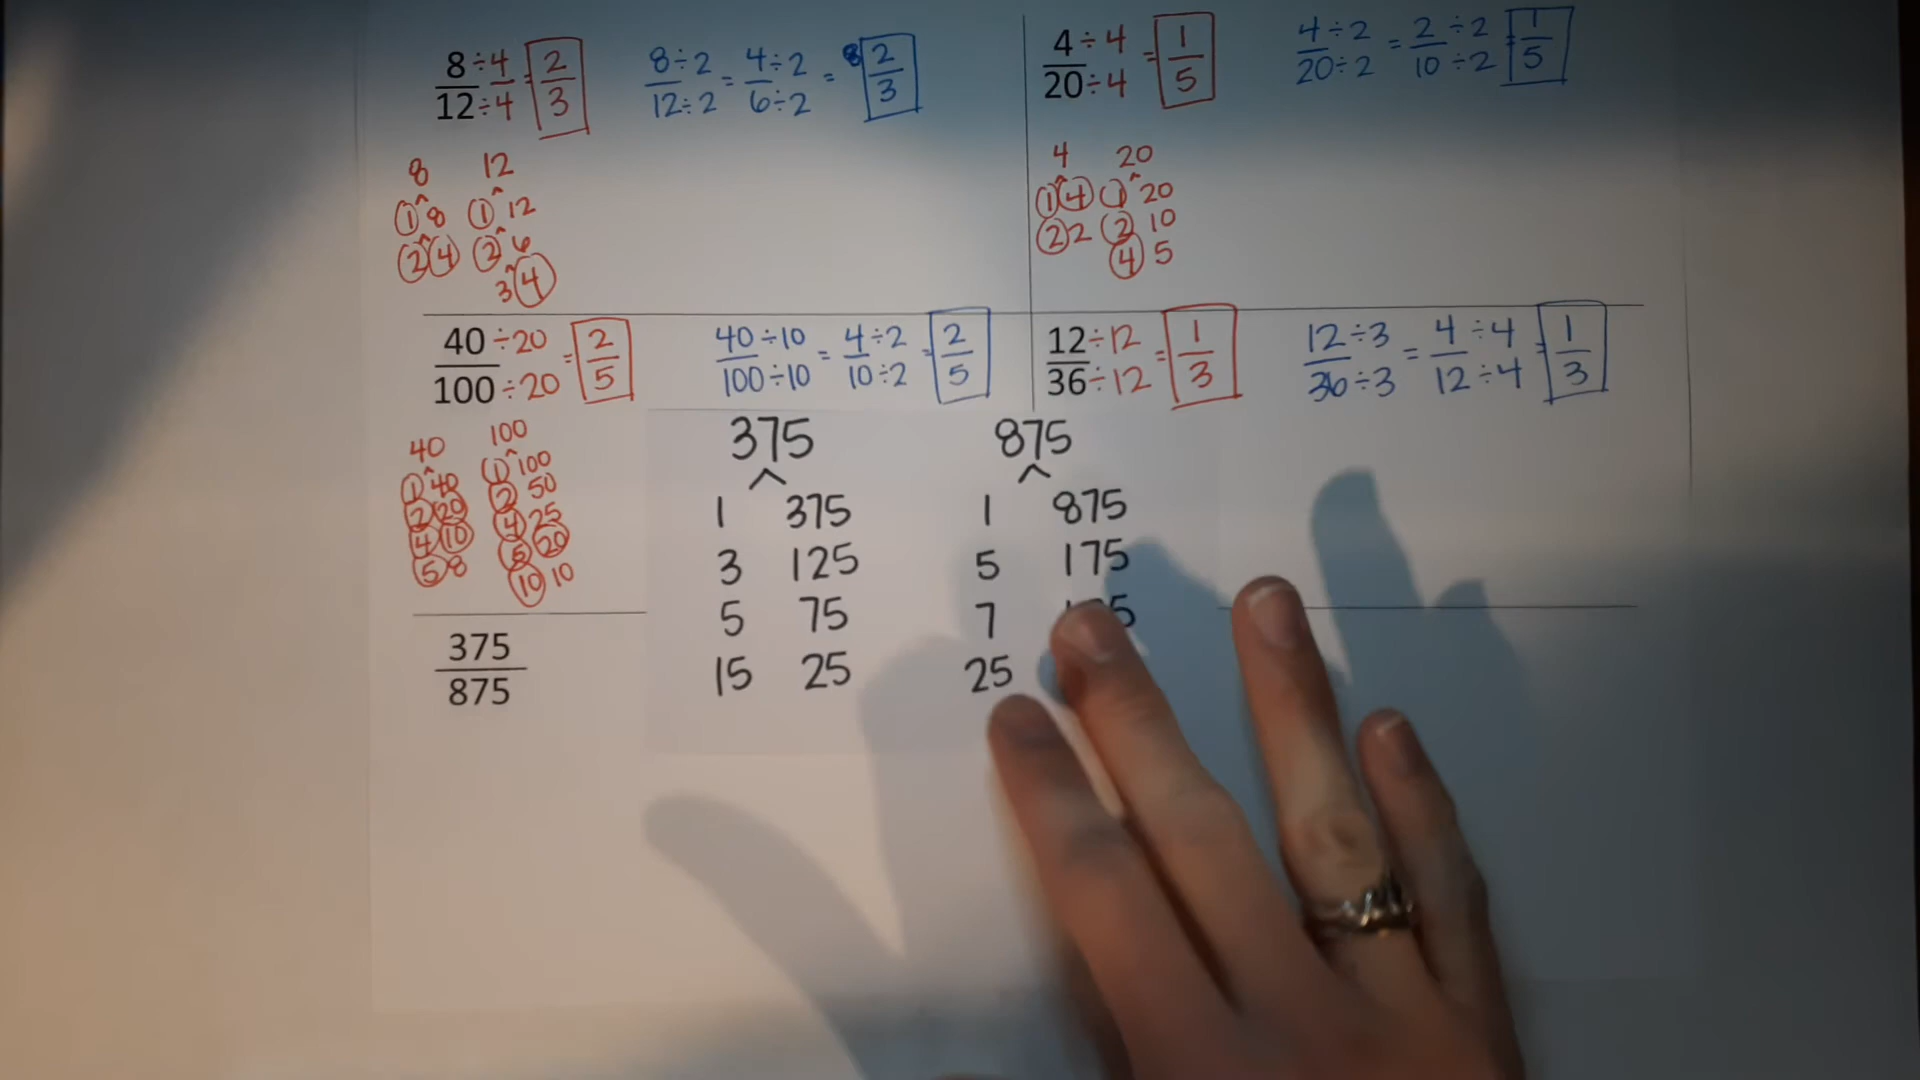 8 ÷ 4 = 2
12 ÷ 4 3
8 ÷ 2 = 4 ÷ 2 = 2
12 ÷ 2 6 ÷ 2 3
8 12
1 8 1 12
2 4 2 6
3 4
4 ÷ 4 = 1
20 ÷ 4 5
4 ÷ 2 = 2 ÷ 2 = 1
20 ÷ 2 10 ÷ 2 5
4 20
1 4 1 20
2 2 2 10
4 5
40 ÷ 20 = 2
100 ÷ 20 5
40 ÷ 10 = 4 ÷ 2 = 2
100 ÷ 10 10 ÷ 2 5
40 100
1 40 1 100
2 20 2 50
4 10 4 25
5 8 5 20
10 10
12 ÷ 12 = 1
36 ÷ 12 3
12 ÷ 3 = 4 ÷ 4 = 1
36 ÷ 3 12 ÷ 4 3
375
875
375 875
1 375 1 875
3 125 5 175
5 75 7
15 25 25